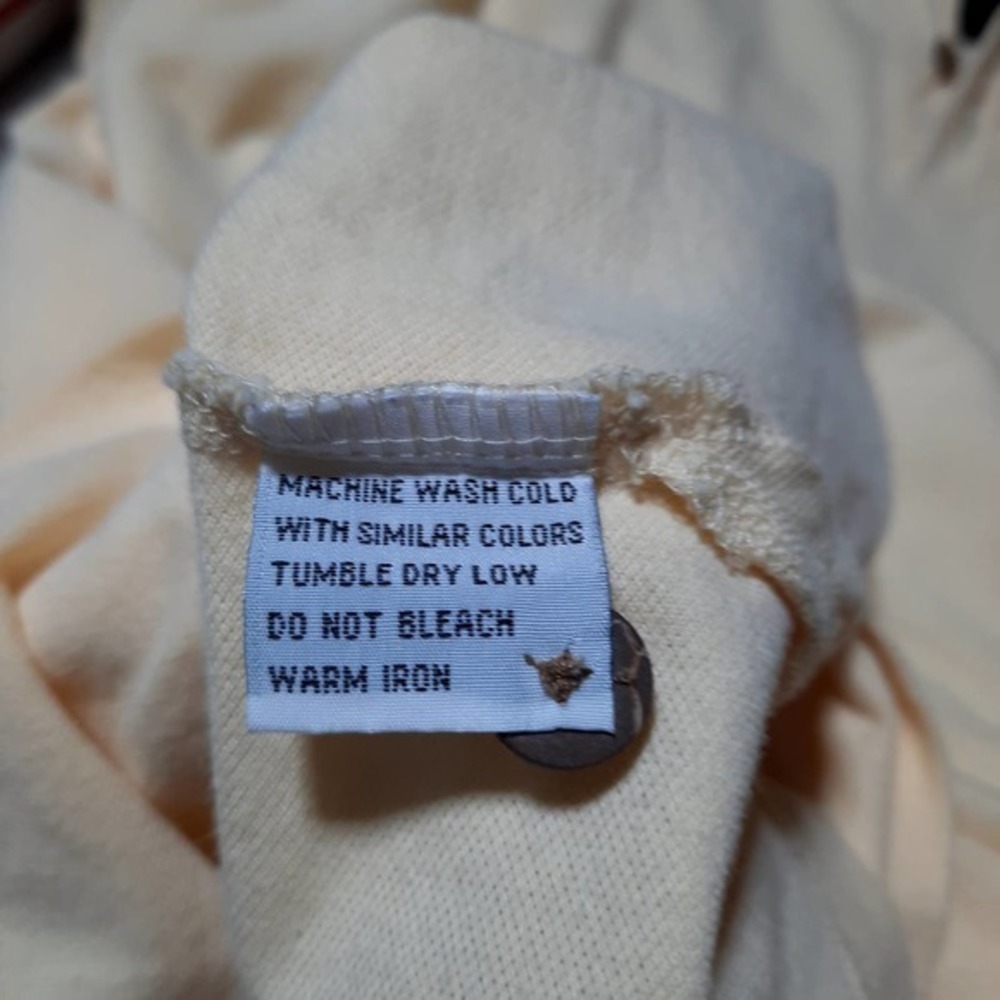 MACHINE WASH COLD
WITH SIMILAR COLORS
TUMBLE DRY LOW
DO NOT BLEACH
WARM IRON